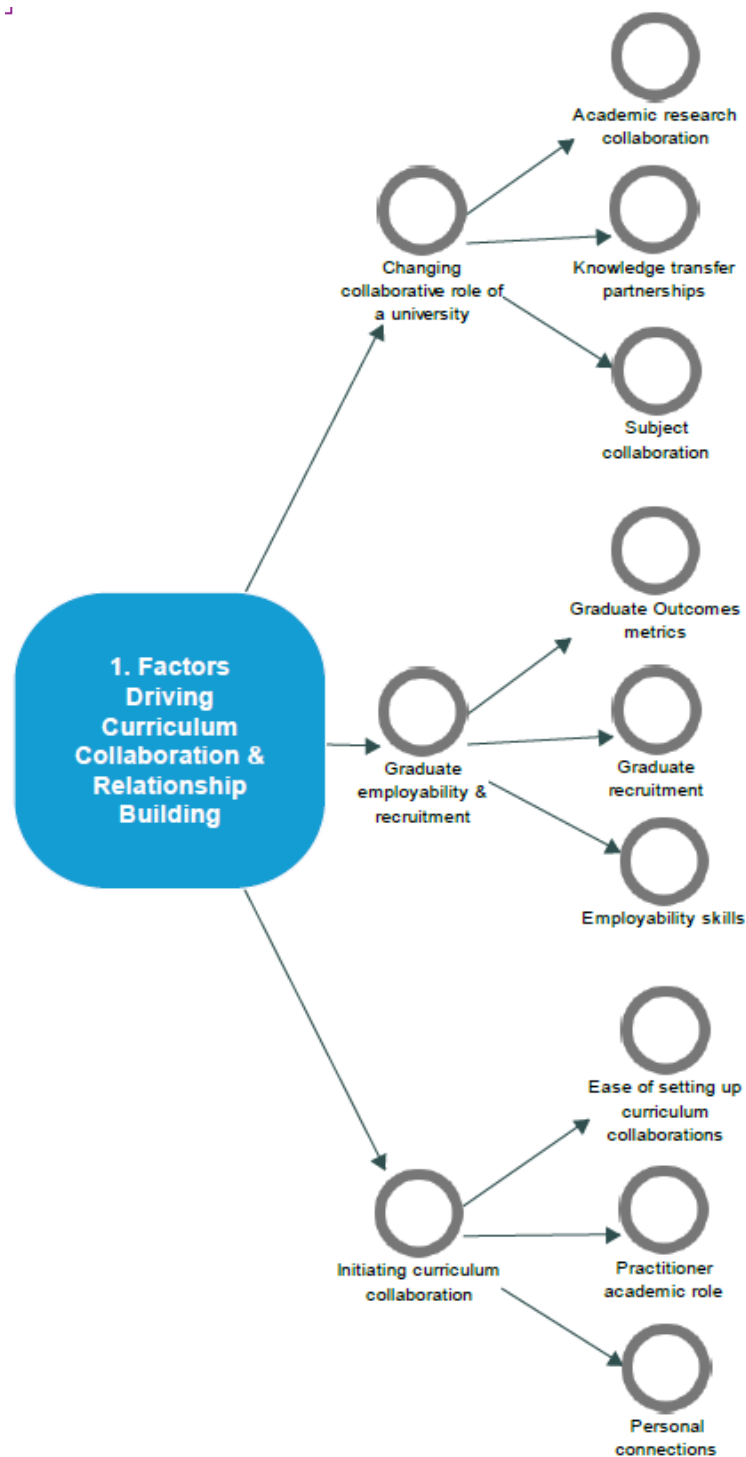 Academic research
collaboration
Changing
collaborative role of
a university
Knowledge transfer
partnerships
Subject
collaboration
1. Factors
Driving
Curriculum
Collaboration &
Relationship
Building
Graduate Outcomes
metrics
Graduate
employability &
recruitment
Graduate
recruitment
Employability skills
Ease of setting up
curriculum
collaborations
Initiating curriculum
collaboration
Practitioner
academic role
Personal
connections